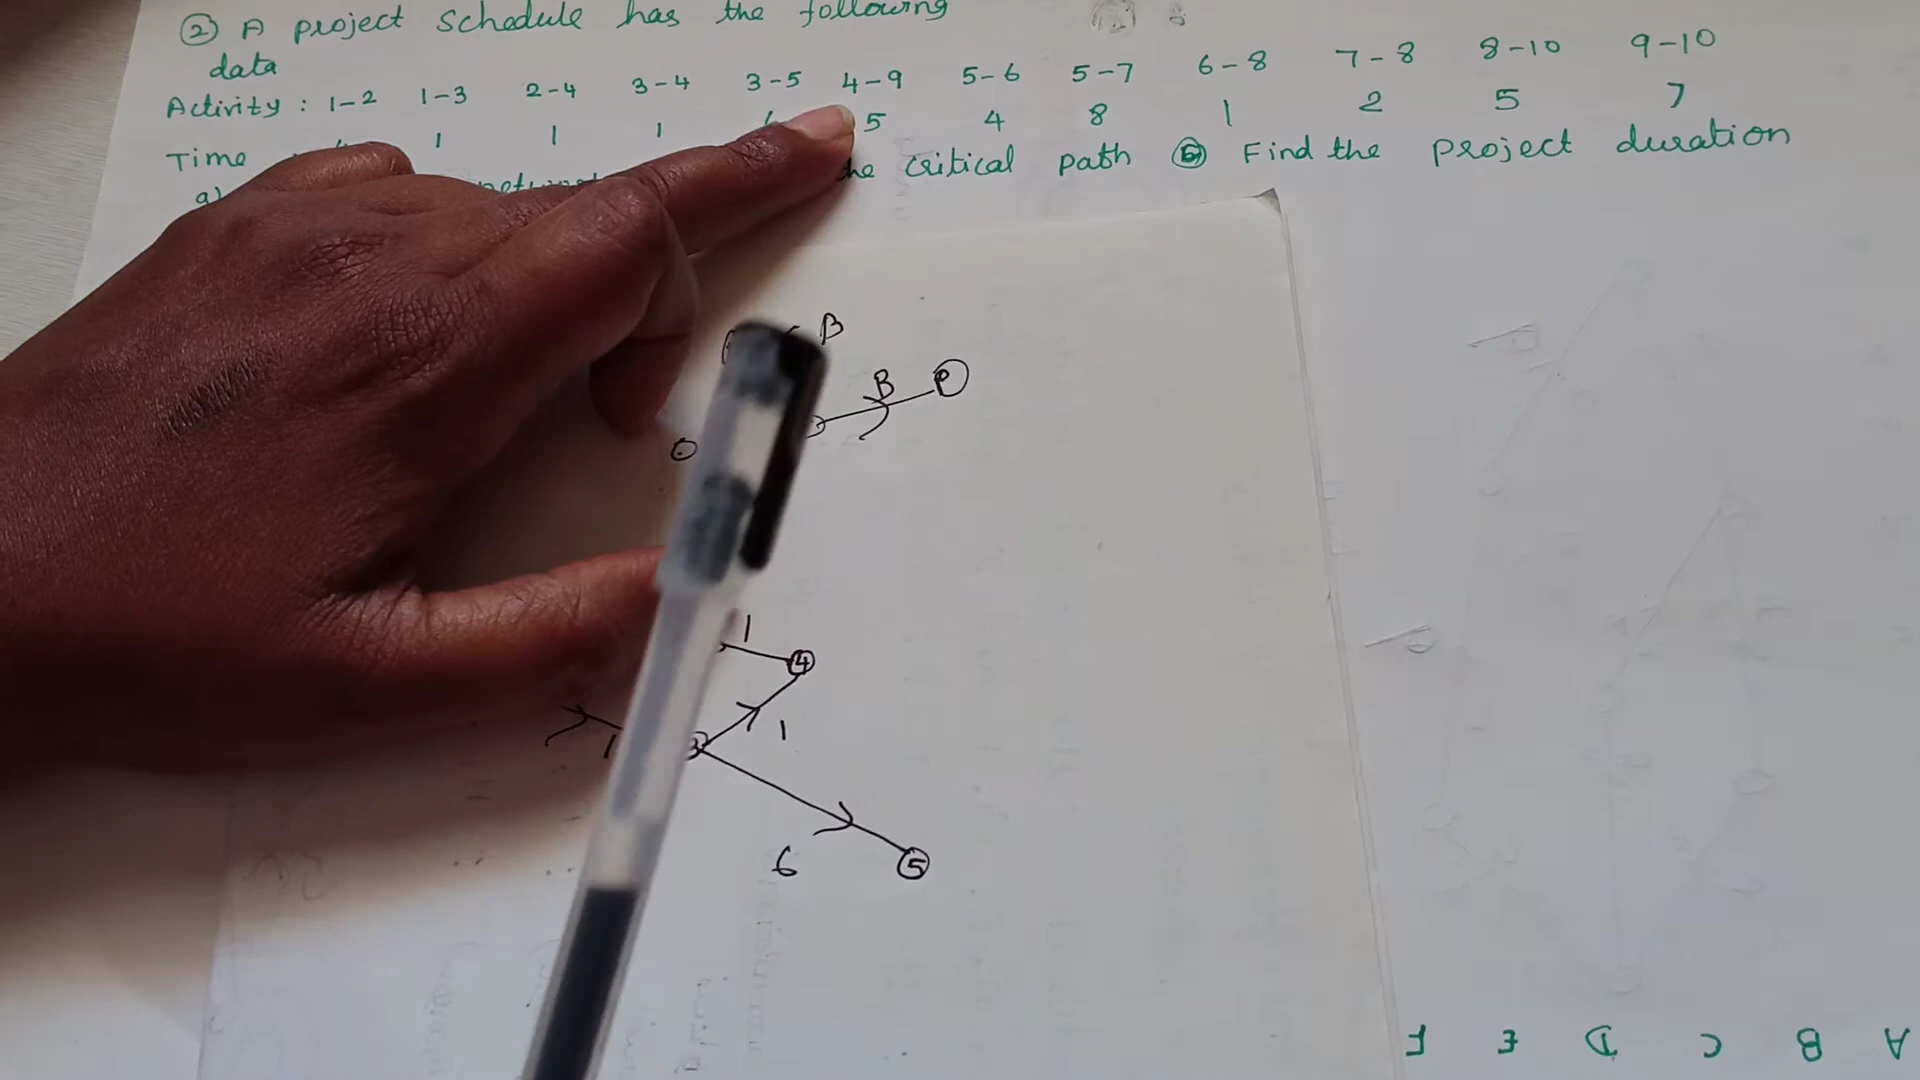 ② A project schedule has the following
data
Activity : 1-2 1-3 2-4 3-4 3-5 4-9 5-6 5-7 6-8 7-8 8-10 9-10
Time 1 1 1 5 4 8 1 2 5 7
a) critical path ⓑ Find the project duration
B
B
1
4
1
1
3
6
5
A B C D E F